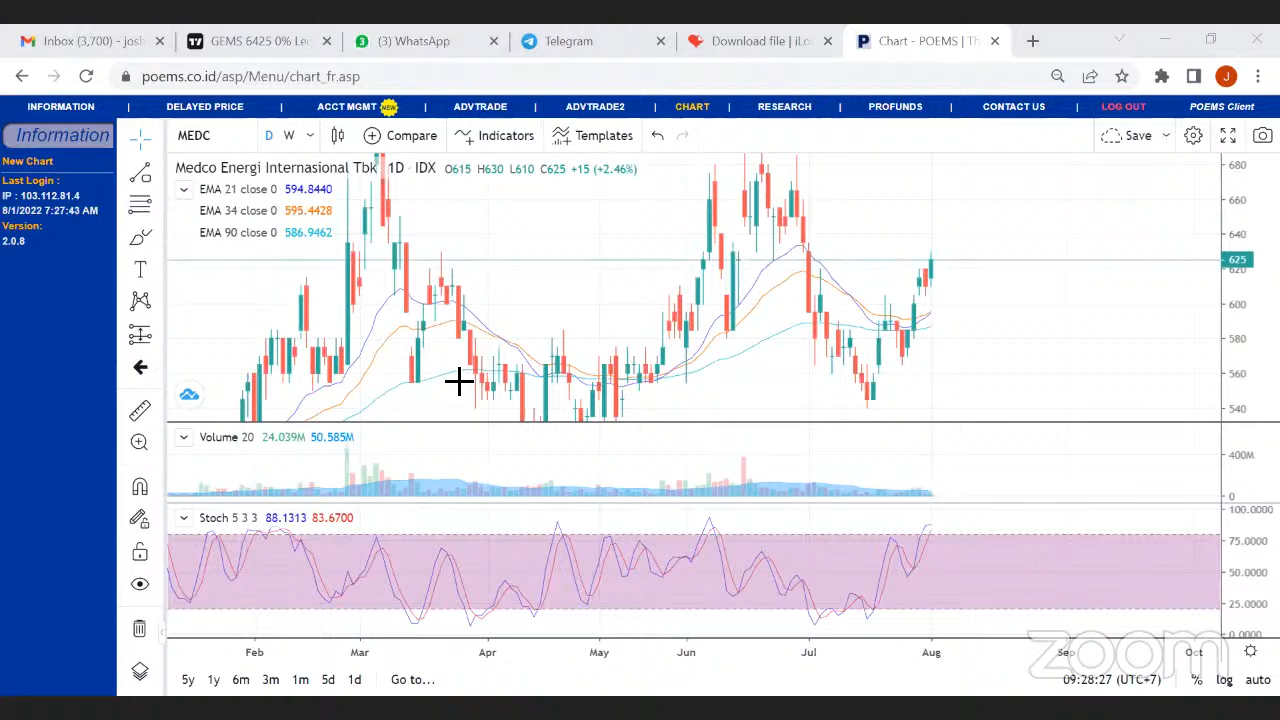 Inbox (3,700) - josh
GEMS 6425 0% Le
(3) WhatsApp
Telegram
Download file | iLo
Chart - POEMS | Th
poems.co.id/asp/Menu/chart_fr.asp
J
INFORMATION | DELAYED PRICE | ACCT MGMT NEW | ADVTRADE | ADVTRADE2 | CHART | RESEARCH | PROFUNDS | CONTACT US | LOG OUT POEMS Client
Information
New Chart
Last Login :
IP : 103.112.81.4
8/1/2022 7:27:43 AM
Version:
2.0.8
MEDC D W Compare Indicators Templates Save
Medco Energi Internasional Tbk 1D · IDX O615 H630 L610 C625 +15 (+2.46%)
EMA 21 close 0 594.8440
EMA 34 close 0 595.4428
EMA 90 close 0 586.9462
680
660
640
625
620
600
580
560
540
Volume 20 24.039M 50.585M
400M
0
Stoch 5 3 3 88.1313 83.6700
100.0000
75.0000
50.0000
25.0000
0.0000
Feb Mar Apr May Jun Jul Aug Sep Oct
zoom
5y 1y 6m 3m 1m 5d 1d Go to...
09:28:27 (UTC+7) % log auto